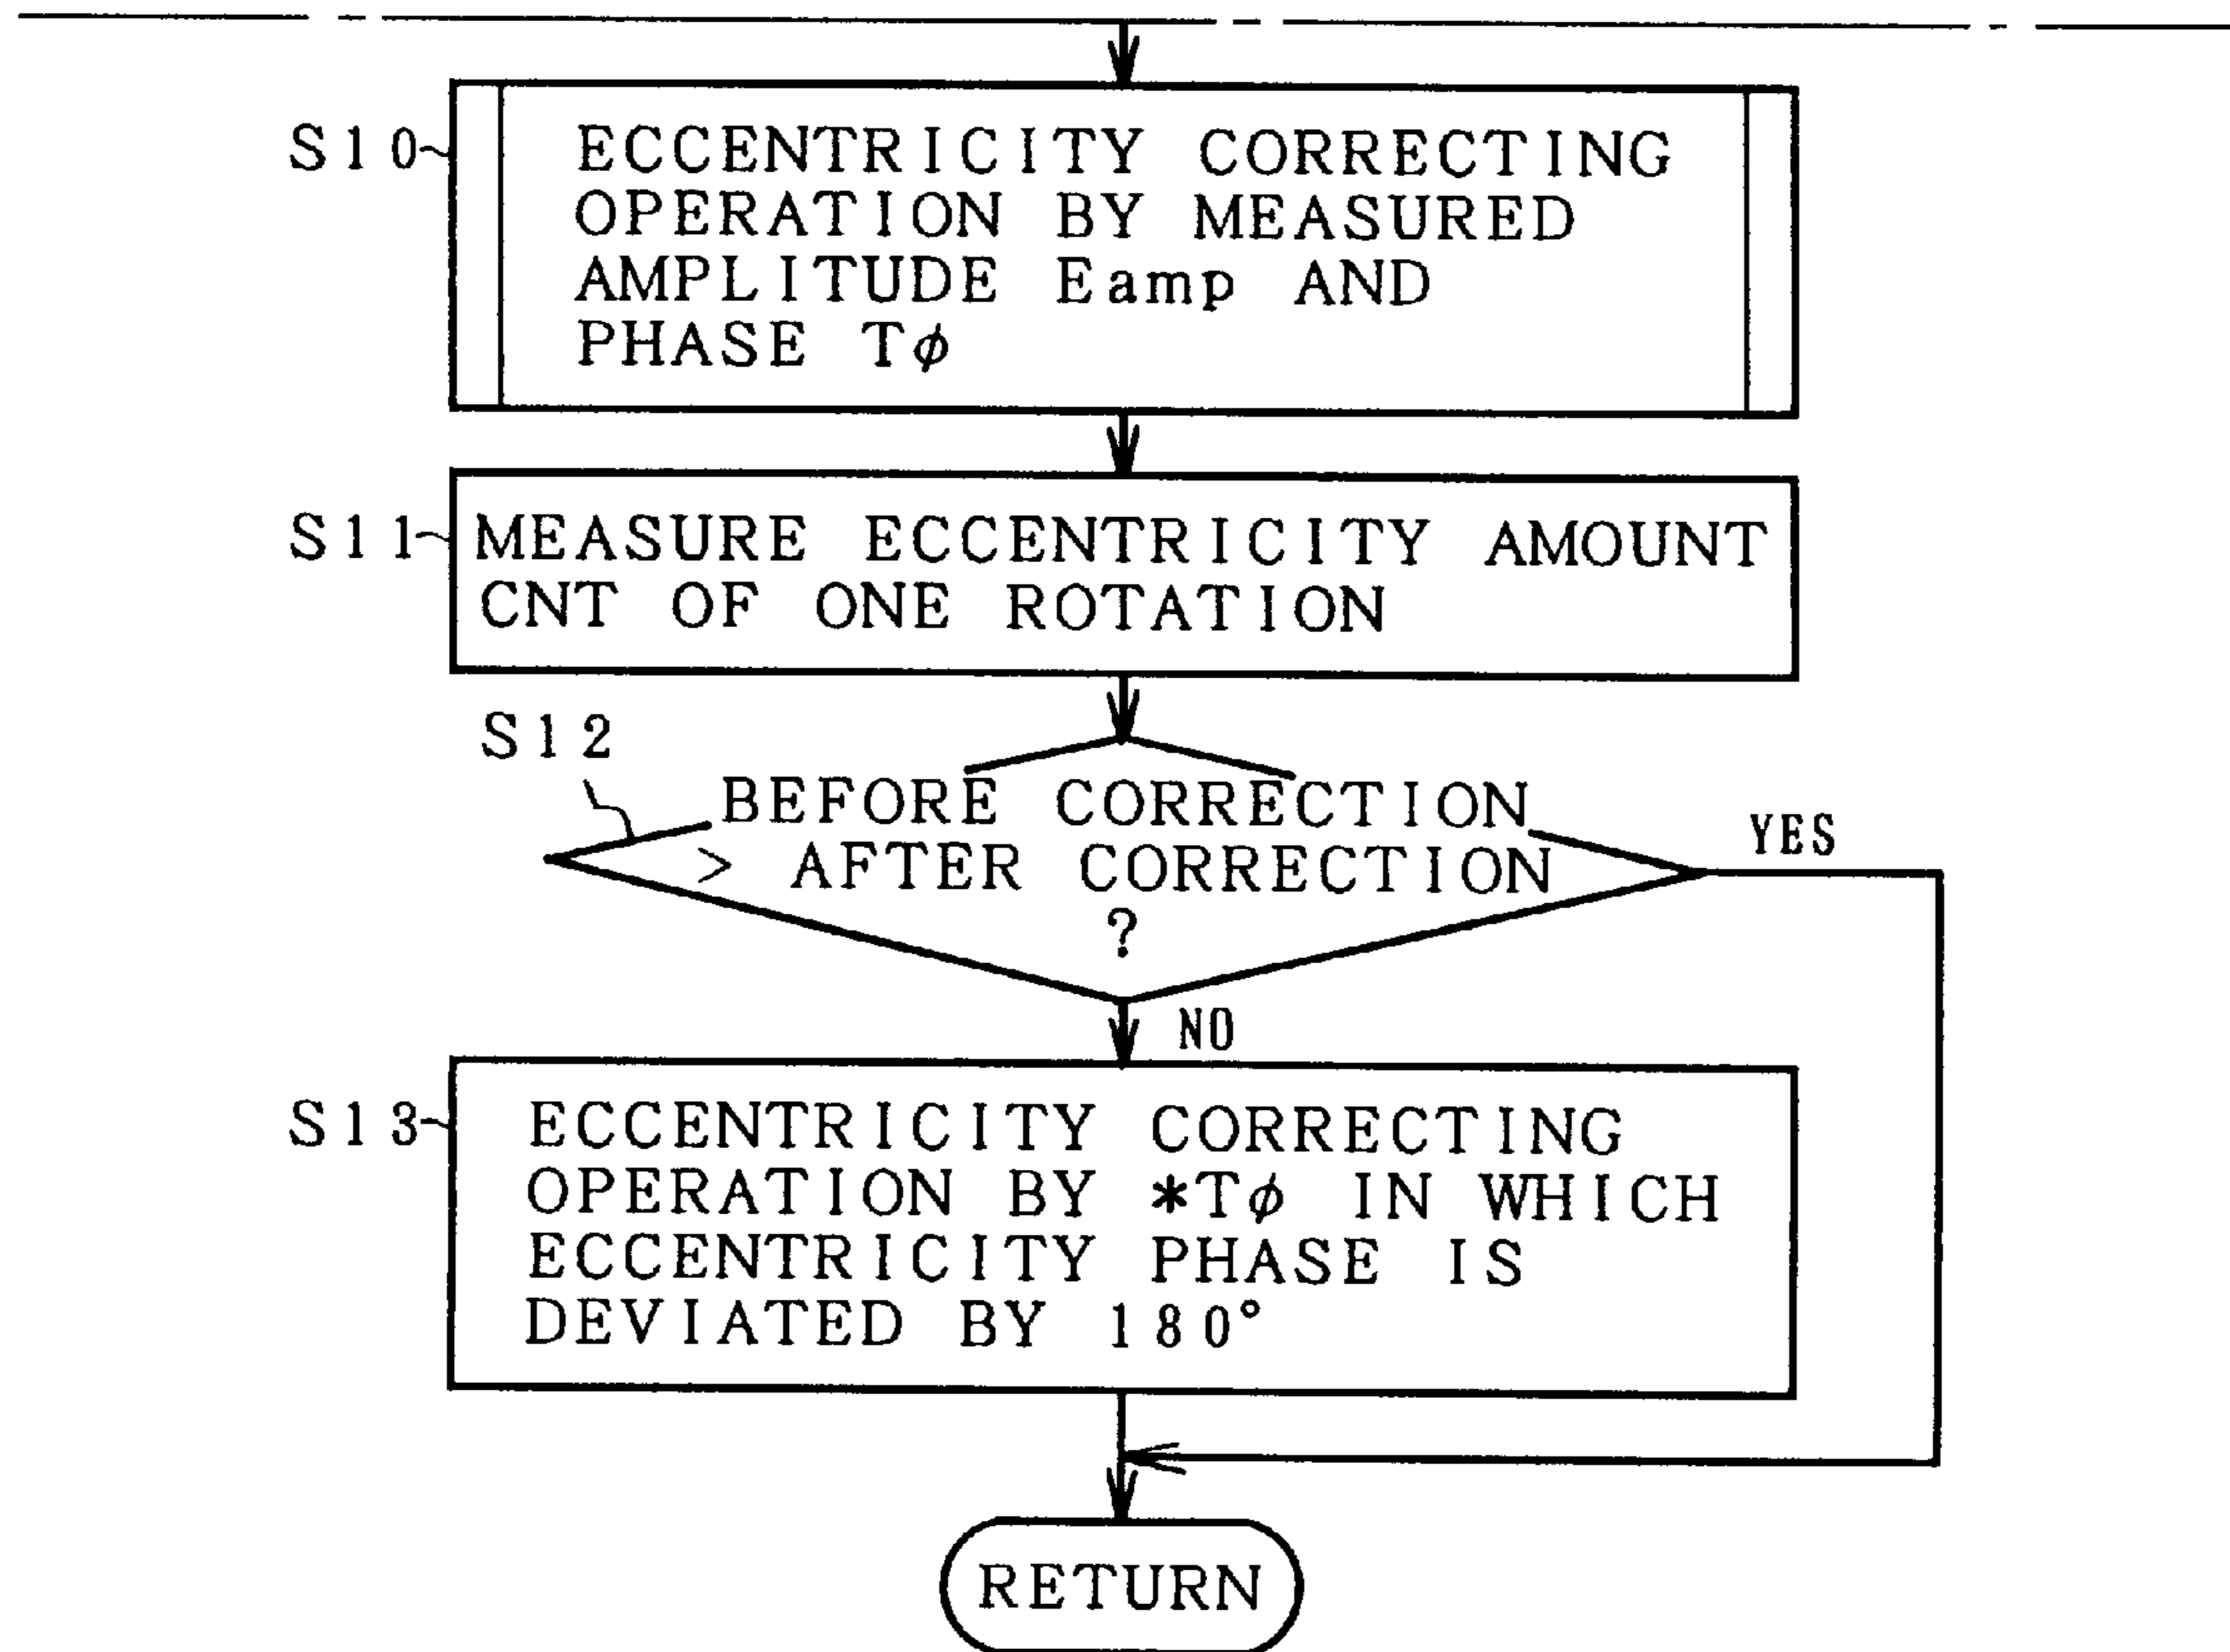 S10
ECCENTRICITY CORRECTING
OPERATION BY MEASURED
AMPLITUDE Eamp AND
PHASE Tϕ
S11
MEASURE ECCENTRICITY AMOUNT
CNT OF ONE ROTATION
S12
BEFORE CORRECTION
> AFTER CORRECTION
?
YES
NO
S13
ECCENTRICITY CORRECTING
OPERATION BY *Tϕ IN WHICH
ECCENTRICITY PHASE IS
DEVIATED BY 180°
RETURN